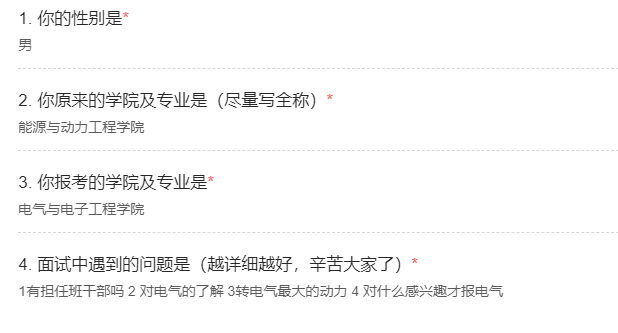 1. 你的性别是*
男
2. 你原来的学院及专业是（尽量写全称）*
能源与动力工程学院
3. 你报考的学院及专业是*
电气与电子工程学院
4. 面试中遇到的问题是（越详细越好，辛苦大家了）*
1有担任班干部吗 2 对电气的了解 3转电气最大的动力 4 对什么感兴趣才报电气